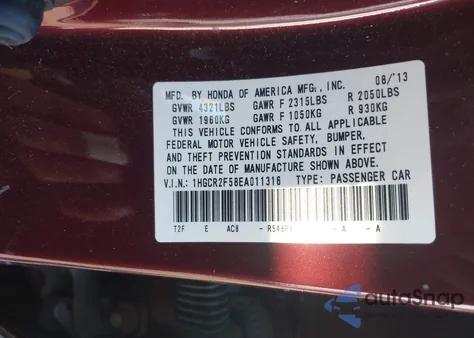 MFD. BY HONDA OF AMERICA MFG., INC. 08/'13
GVWR 4321LBS GAWR F 2315LBS R 2050LBS
GVWR 1960KG GAWR F 1050KG R 930KG
THIS VEHICLE CONFORMS TO ALL APPLICABLE
FEDERAL MOTOR VEHICLE SAFETY, BUMPER,
AND THEFT PREVENTION STANDARDS IN EFFECT
ON THE DATE OF MANUFACTURE SHOWN ABOVE.
V.I.N.: 1HGCR2F58EA011316 TYPE: PASSENGER CAR
T2F E AC8 - R548P - A - A
autoSnap